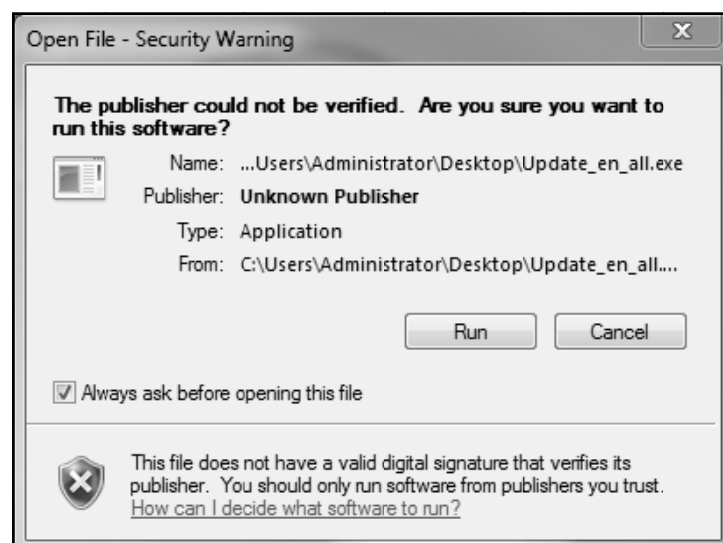 Open File - Security Warning
The publisher could not be verified. Are you sure you want to
run this software?
Name: ...Users\Administrator\Desktop\Update_en_all.exe
Publisher: Unknown Publisher
Type: Application
From: C:\Users\Administrator\Desktop\Update_en_all....
Run Cancel
Always ask before opening this file
This file does not have a valid digital signature that verifies its
publisher. You should only run software from publishers you trust.
How can I decide what software to run?